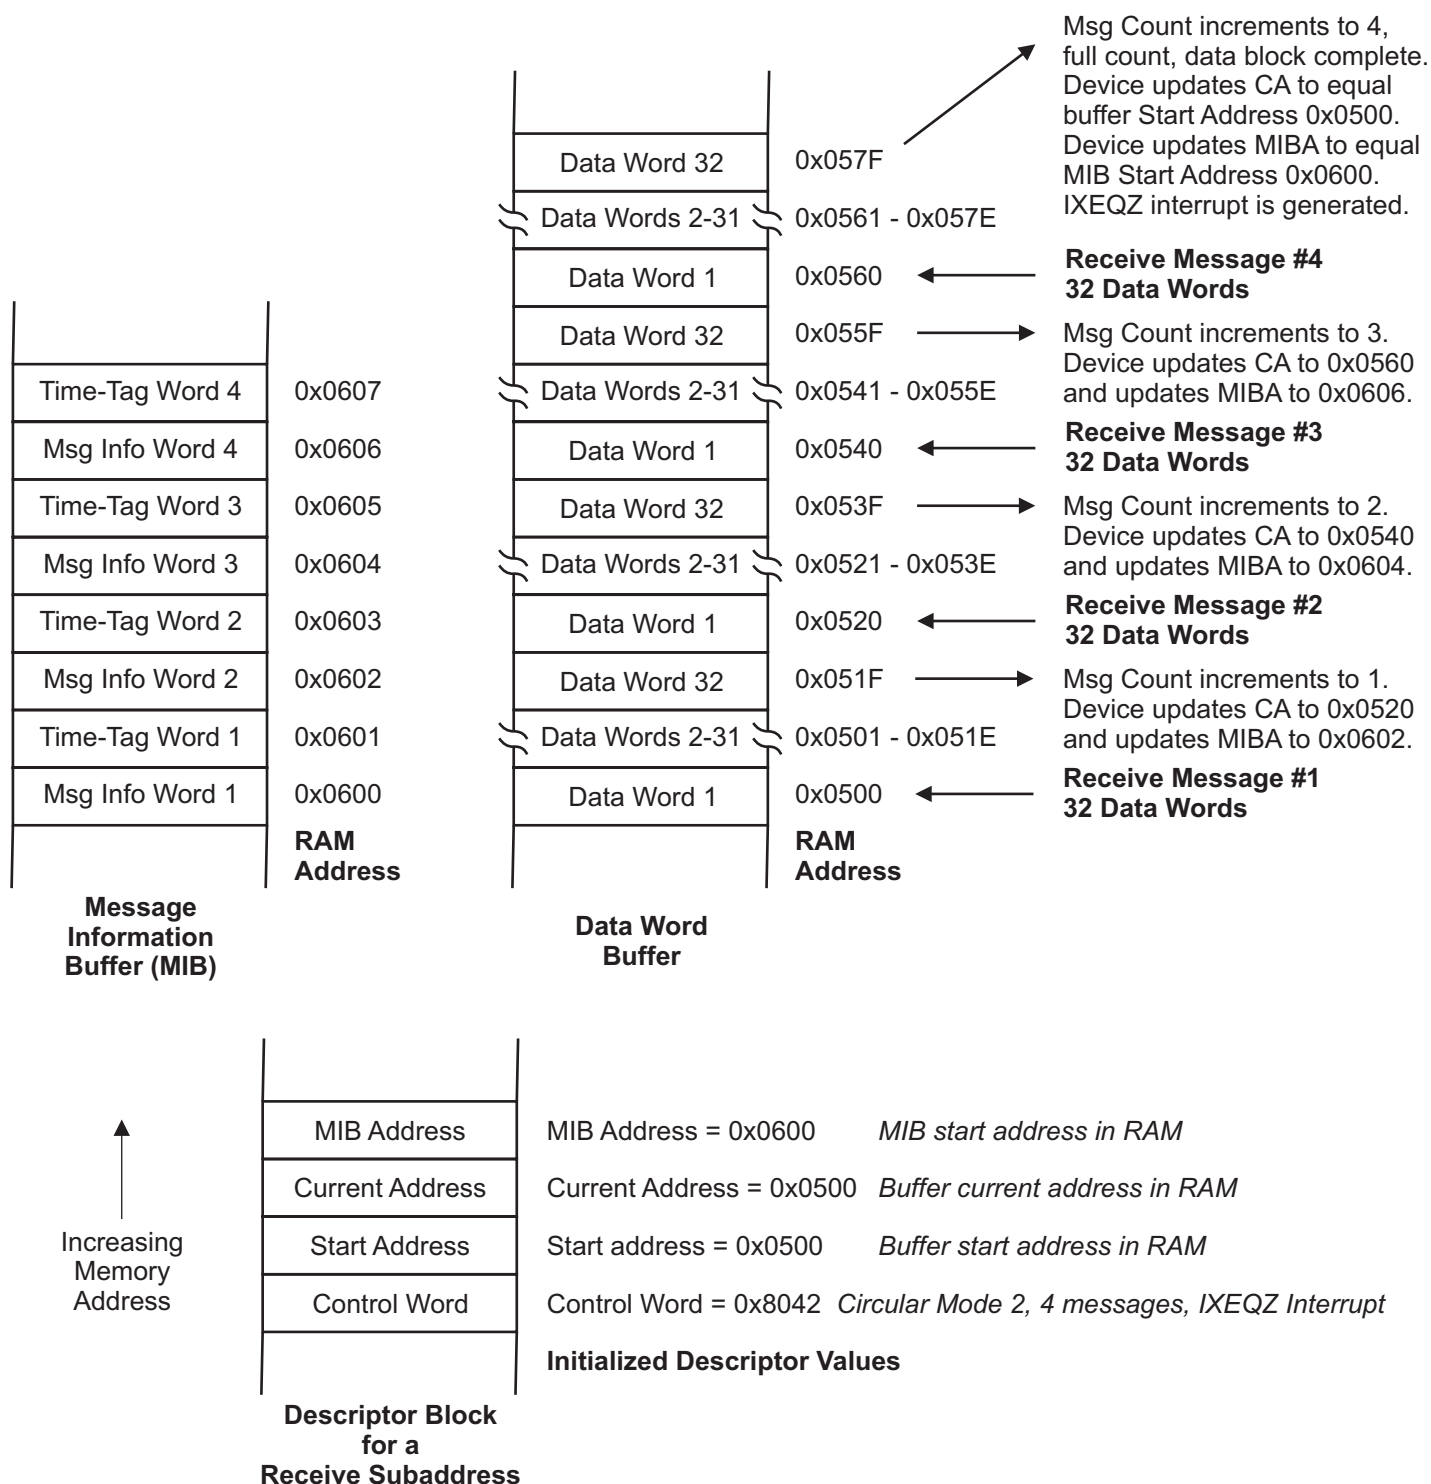 Msg Count increments to 4,
full count, data block complete.
Device updates CA to equal
buffer Start Address 0x0500.
Device updates MIBA to equal
MIB Start Address 0x0600.
IXEQZ interrupt is generated.
Data Word 32 0x057F
Data Words 2-31 0x0561 - 0x057E
Data Word 1 0x0560
Receive Message #4
32 Data Words
Data Word 32 0x055F
Msg Count increments to 3.
Device updates CA to 0x0560
and updates MIBA to 0x0606.
Time-Tag Word 4 0x0607
Data Words 2-31 0x0541 - 0x055E
Msg Info Word 4 0x0606
Data Word 1 0x0540
Receive Message #3
32 Data Words
Time-Tag Word 3 0x0605
Data Word 32 0x053F
Msg Count increments to 2.
Device updates CA to 0x0540
and updates MIBA to 0x0604.
Msg Info Word 3 0x0604
Data Words 2-31 0x0521 - 0x053E
Time-Tag Word 2 0x0603
Data Word 1 0x0520
Receive Message #2
32 Data Words
Msg Info Word 2 0x0602
Data Word 32 0x051F
Msg Count increments to 1.
Device updates CA to 0x0520
and updates MIBA to 0x0602.
Time-Tag Word 1 0x0601
Data Words 2-31 0x0501 - 0x051E
Msg Info Word 1 0x0600
Data Word 1 0x0500
Receive Message #1
32 Data Words
RAM
Address
RAM
Address
Message
Information
Buffer (MIB)
Data Word
Buffer
MIB Address MIB Address = 0x0600 MIB start address in RAM
Current Address Current Address = 0x0500 Buffer current address in RAM
Start Address Start address = 0x0500 Buffer start address in RAM
Control Word Control Word = 0x8042 Circular Mode 2, 4 messages, IXEQZ Interrupt
Increasing
Memory
Address
Initialized Descriptor Values
Descriptor Block
for a
Receive Subaddress